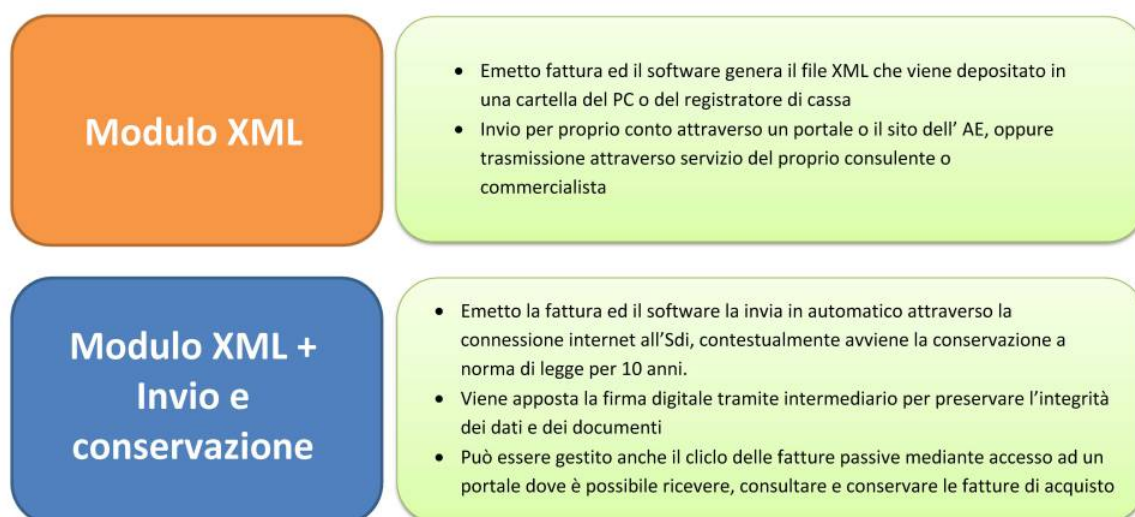 Modulo XML
• Emetto fattura ed il software genera il file XML che viene depositato in
una cartella del PC o del registratore di cassa
• Invio per proprio conto attraverso un portale o il sito dell’ AE, oppure
trasmissione attraverso servizio del proprio consulente o
commercialista
Modulo XML +
Invio e
conservazione
• Emetto la fattura ed il software la invia in automatico attraverso la
connessione internet all’Sdi, contestualmente avviene la conservazione a
norma di legge per 10 anni.
• Viene apposta la firma digitale tramite intermediario per preservare l’integrità
dei dati e dei documenti
• Può essere gestito anche il cliclo delle fatture passive mediante accesso ad un
portale dove è possibile ricevere, consultare e conservare le fatture di acquisto